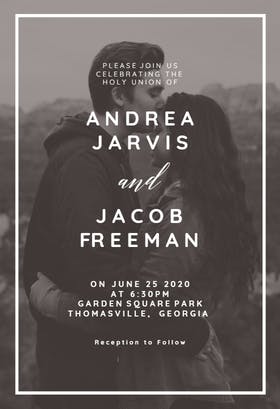 PLEASE JOIN US
CELEBRATING THE
HOLY UNION OF
ANDREA
JARVIS
and
JACOB
FREEMAN
ON JUNE 25 2020
AT 6:30PM
GARDEN SQUARE PARK
THOMASVILLE, GEORGIA
Reception to Follow